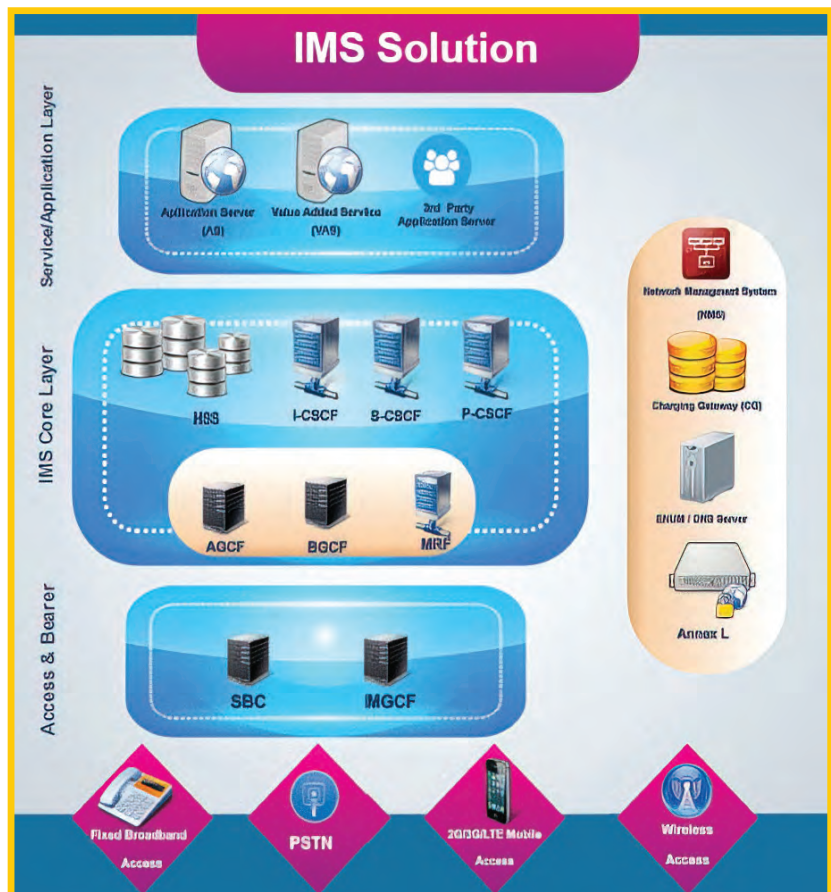 IMS Solution
Service/Application Layer
Application Server
(AS)
Value Added Service
(VAS)
3rd Party
Application Server
IMS Core Layer
HSS
I-CSCF
S-CSCF
P-CSCF
AGCF
BGCF
MRF
Access & Bearer
SBC
IMGCF
Network Managment System
(NMS)
Charging Gateway (CG)
ENUM / DNS Server
Annex L
Fixed Broadband
Access
PSTN
2G/3G/LTE Mobile
Access
Wireless
Access